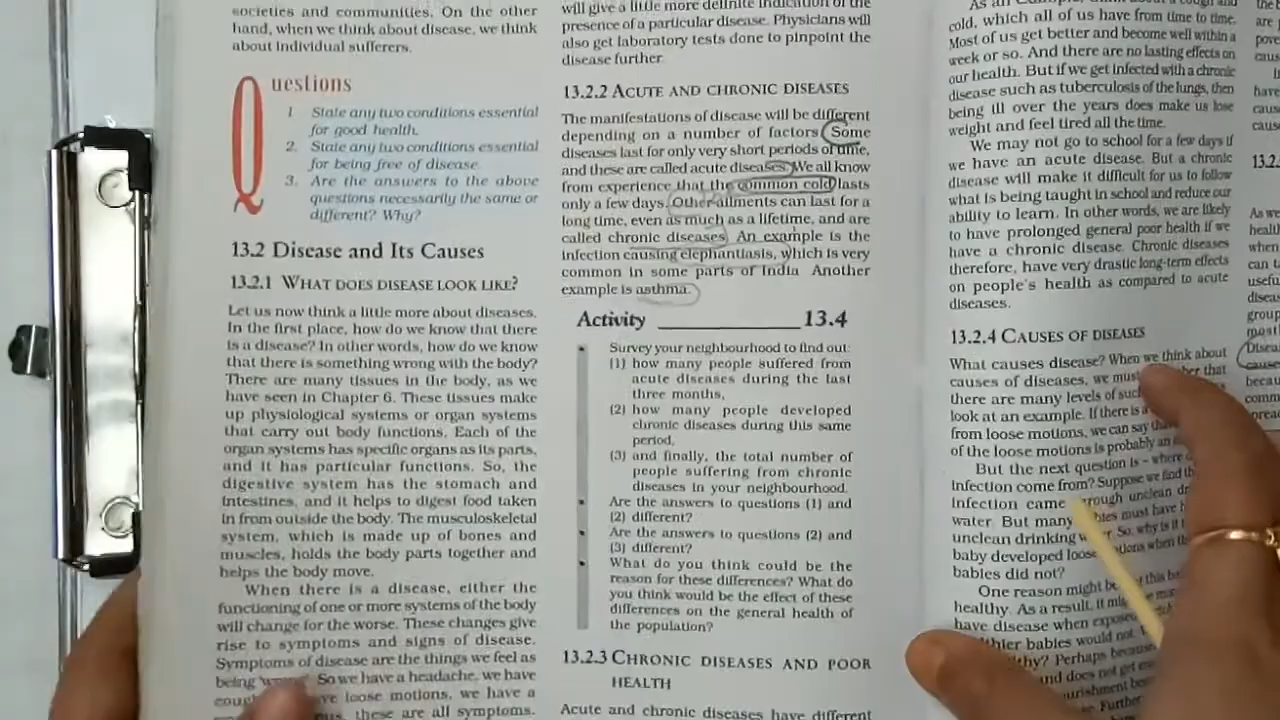 societies and communities. On the other
hand, when we think about disease, we think
about individual sufferers.
Questions
1 State any two conditions essential
for good health.
2. State any two conditions essential
for being free of disease.
3. Are the answers to the above
questions necessarily the same or
different? Why?
13.2 Disease and Its Causes
13.2.1 WHAT DOES DISEASE LOOK LIKE?
Let us now think a little more about diseases.
In the first place, how do we know that there
is a disease? In other words, how do we know
that there is something wrong with the body?
There are many tissues in the body, as we
have seen in Chapter 6. These tissues make
up physiological systems or organ systems
that carry out body functions. Each of the
organ systems has specific organs as its parts,
and it has particular functions. So, the
digestive system has the stomach and
intestines, and it helps to digest food taken
in from outside the body. The musculoskeletal
system, which is made up of bones and
muscles, holds the body parts together and
helps the body move.
When there is a disease, either the
functioning of one or more systems of the body
will change for the worse. These changes give
rise to symptoms and signs of disease.
Symptoms of disease are the things we feel as
being So we have a headache, we have
loose motions, we have a
these are all symptoms.
will give a little more definite indication of the
presence of a particular disease. Physicians will
also get laboratory tests done to pinpoint the
disease further.
13.2.2 ACUTE AND CHRONIC DISEASES
The manifestations of disease will be different
depending on a number of factors. Some
diseases last for only very short periods of time,
and these are called acute diseases. We all know
from experience that the common cold lasts
only a few days. Other ailments can last for a
long time, even as much as a lifetime, and are
called chronic diseases. An example is the
infection causing elephantiasis, which is very
common in some parts of India. Another
example is asthma.
Activity 13.4
• Survey your neighbourhood to find out:
(1) how many people suffered from
acute diseases during the last
three months,
(2) how many people developed
chronic diseases during this same
period,
(3) and finally, the total number of
people suffering from chronic
diseases in your neighbourhood.
• Are the answers to questions (1) and
(2) different?
• Are the answers to questions (2) and
(3) different?
• What do you think could be the
reason for these differences? What do
you think would be the effect of these
differences on the general health of
the population?
13.2.3 CHRONIC DISEASES AND POOR
HEALTH
Acute and chronic diseases have different
cold, which all of us have from time to time.
Most of us get better and become well within a
week or so. And there are no lasting effects on
our health. But if we get infected with a chronic
disease such as tuberculosis of the lungs, then
being ill over the years does make us lose
weight and feel tired all the time.
We may not go to school for a few days if
we have an acute disease. But a chronic
disease will make it difficult for us to follow
what is being taught in school and reduce our
ability to learn. In other words, we are likely
to have prolonged general poor health if we
have a chronic disease. Chronic diseases
therefore, have very drastic long-term effects
on people's health as compared to acute
diseases.
13.2.4 CAUSES OF DISEASES
What causes disease? When we think about
causes of diseases, we must that
there are many levels of such
look at an example. If there is a
from loose motions, we can say
of the loose motions is probably an
But the next question is – where
infection come from? Suppose we find
infection came unclean
water. But many must have
unclean drinking So, why is it
baby developed loose when
babies did not?
One reason might be this
healthy. As a result, it
have disease when exposed
babies would not.
Perhaps because
and does not get
Further